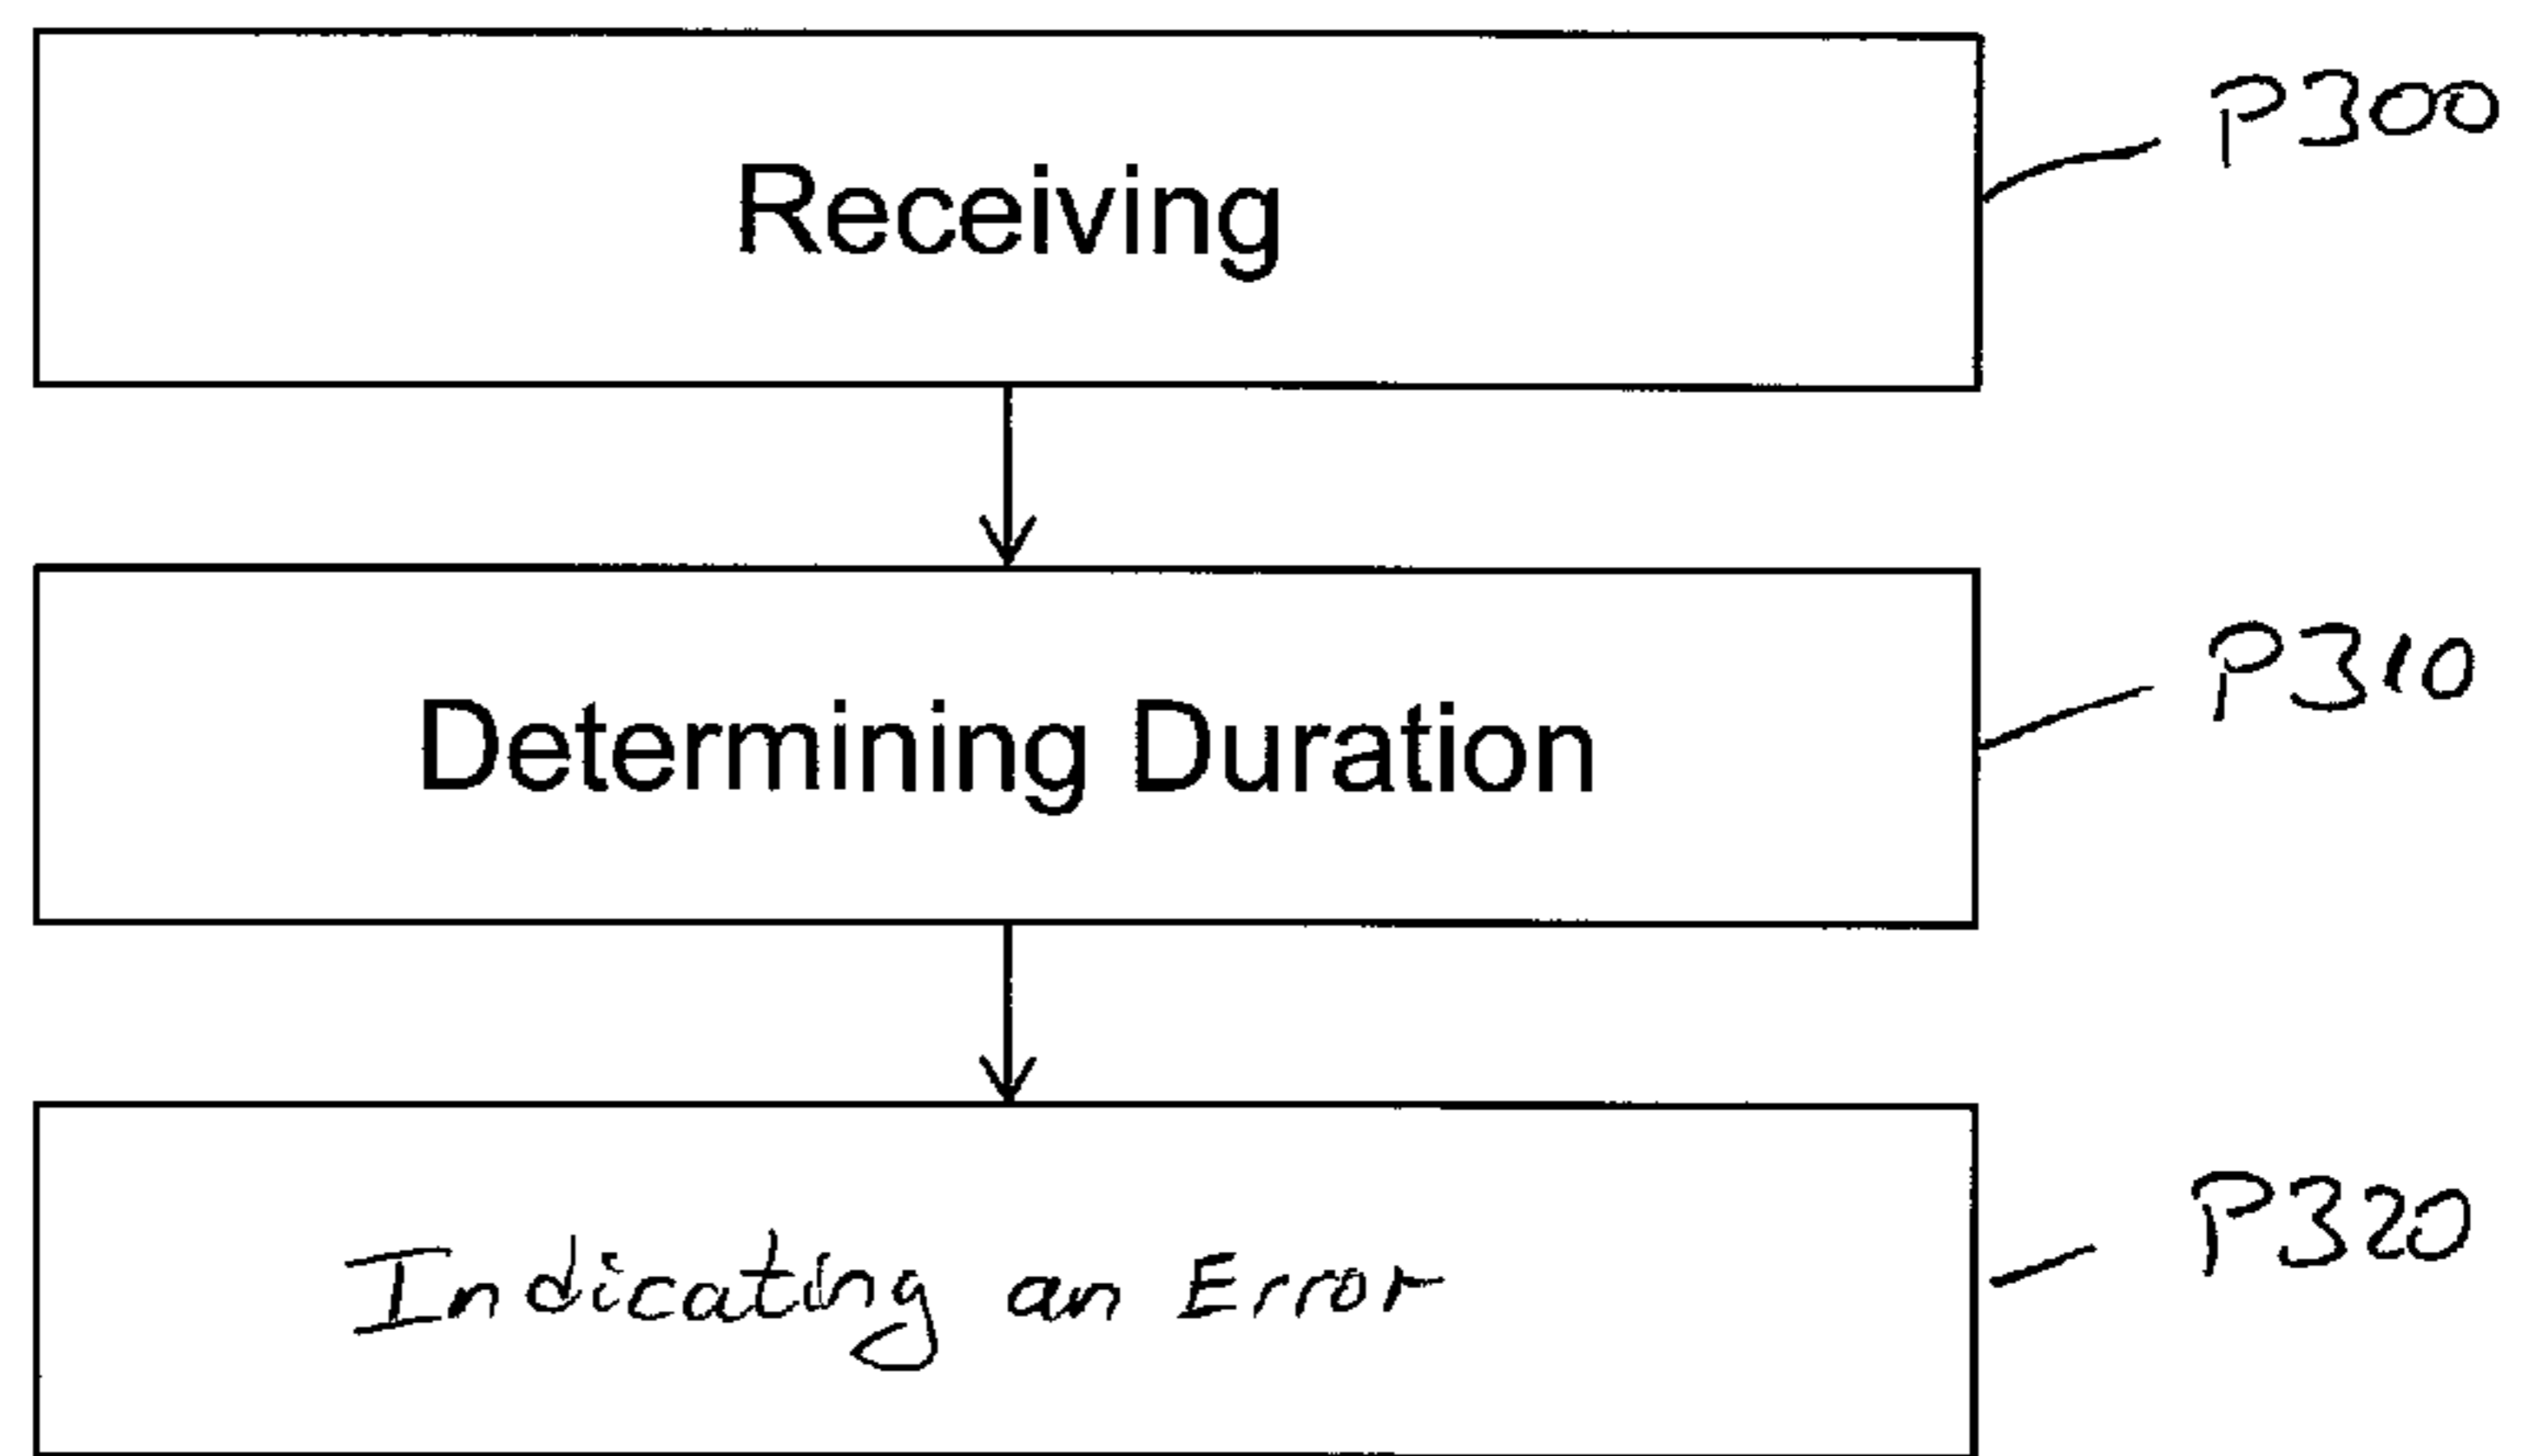 Receiving
P300
Determining Duration
P310
Indicating an Error
P320